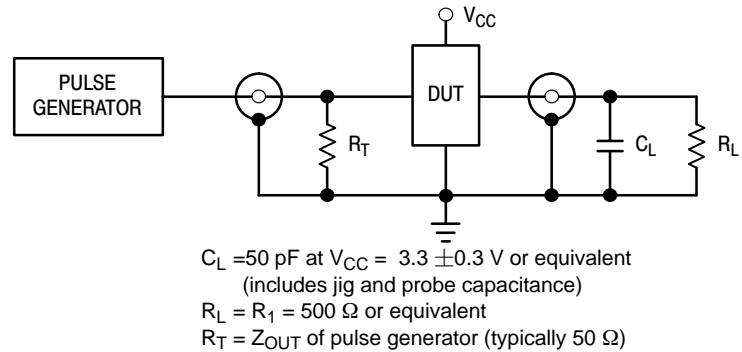 V_CC
PULSE
GENERATOR
DUT
R_T
C_L
R_L
C_L =50 pF at V_CC = 3.3 ±0.3 V or equivalent
(includes jig and probe capacitance)
R_L = R_1 = 500 Ω or equivalent
R_T = Z_OUT of pulse generator (typically 50 Ω)